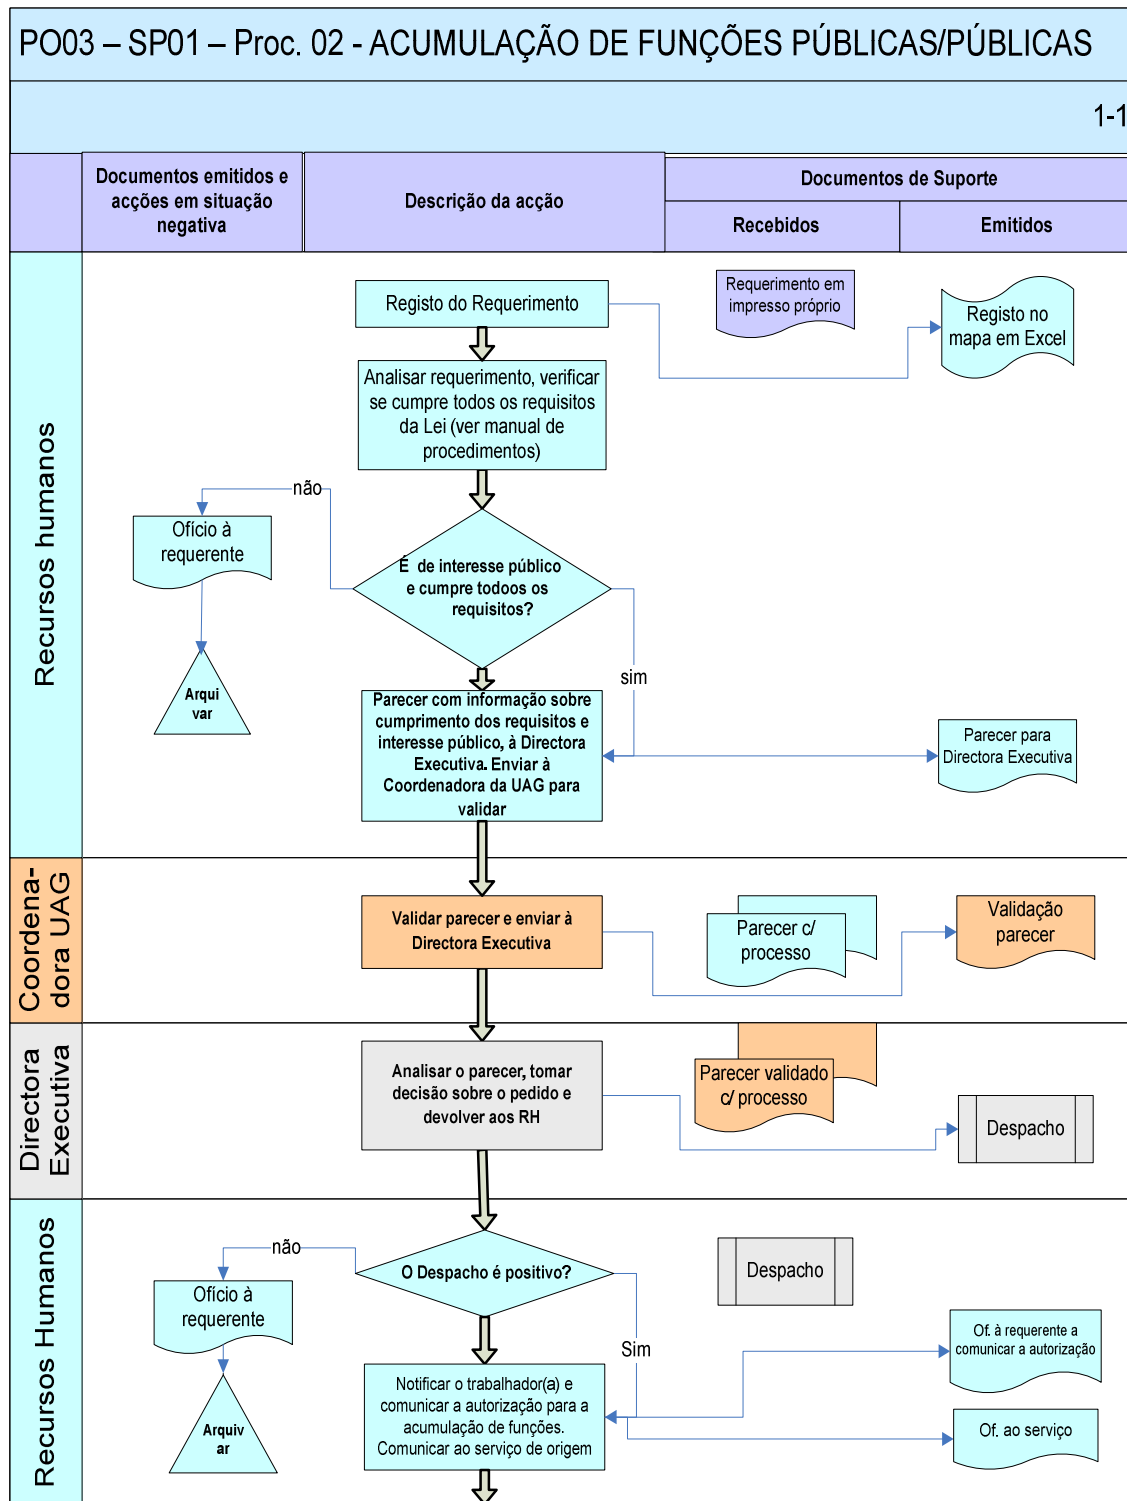 PO03 – SP01 – Proc. 02 - ACUMULAÇÃO DE FUNÇÕES PÚBLICAS/PÚBLICAS
1-1
Documentos emitidos e
acções em situação
negativa
Descrição da acção
Documentos de Suporte
Recebidos
Emitidos
Recursos humanos
Registo do Requerimento
Requerimento em
impresso próprio
Registo no
mapa em Excel
Analisar requerimento, verificar
se cumpre todos os requisitos
da Lei (ver manual de
procedimentos)
não
Ofício à
requerente
É de interesse público
e cumpre todoos os
requisitos?
sim
Arqui
var
Parecer com informação sobre
cumprimento dos requisitos e
interesse público, à Directora
Executiva. Enviar à
Coordenadora da UAG para
validar
Parecer para
Directora Executiva
Coordena-
dora UAG
Validar parecer e enviar à
Directora Executiva
Parecer c/
processo
Validação
parecer
Directora
Executiva
Analisar o parecer, tomar
decisão sobre o pedido e
devolver aos RH
Parecer validado
c/ processo
Despacho
Recursos Humanos
não
O Despacho é positivo?
Despacho
Ofício à
requerente
Sim
Of. à requerente a
comunicar a autorização
Arquiv
ar
Notificar o trabalhador(a) e
comunicar a autorização para a
acumulação de funções.
Comunicar ao serviço de origem
Of. ao serviço